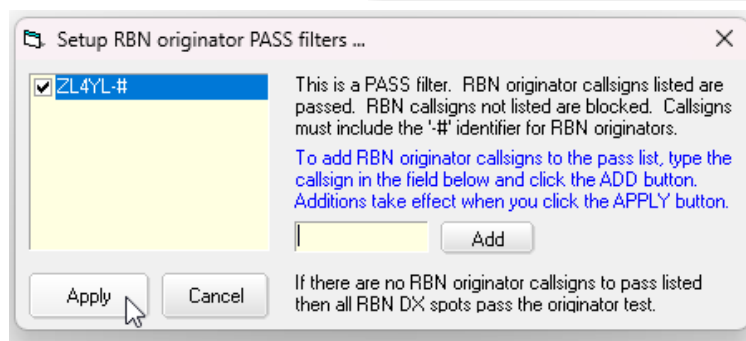 Setup RBN originator PASS filters ...
ZL4YL-#
This is a PASS filter. RBN originator callsigns listed are
passed. RBN callsigns not listed are blocked. Callsigns
must include the '-#' identifier for RBN originators.
To add RBN originator callsigns to the pass list, type the
callsign in the field below and click the ADD button.
Additions take effect when you click the APPLY button.
Add
Apply
Cancel
If there are no RBN originator callsigns to pass listed
then all RBN DX spots pass the originator test.